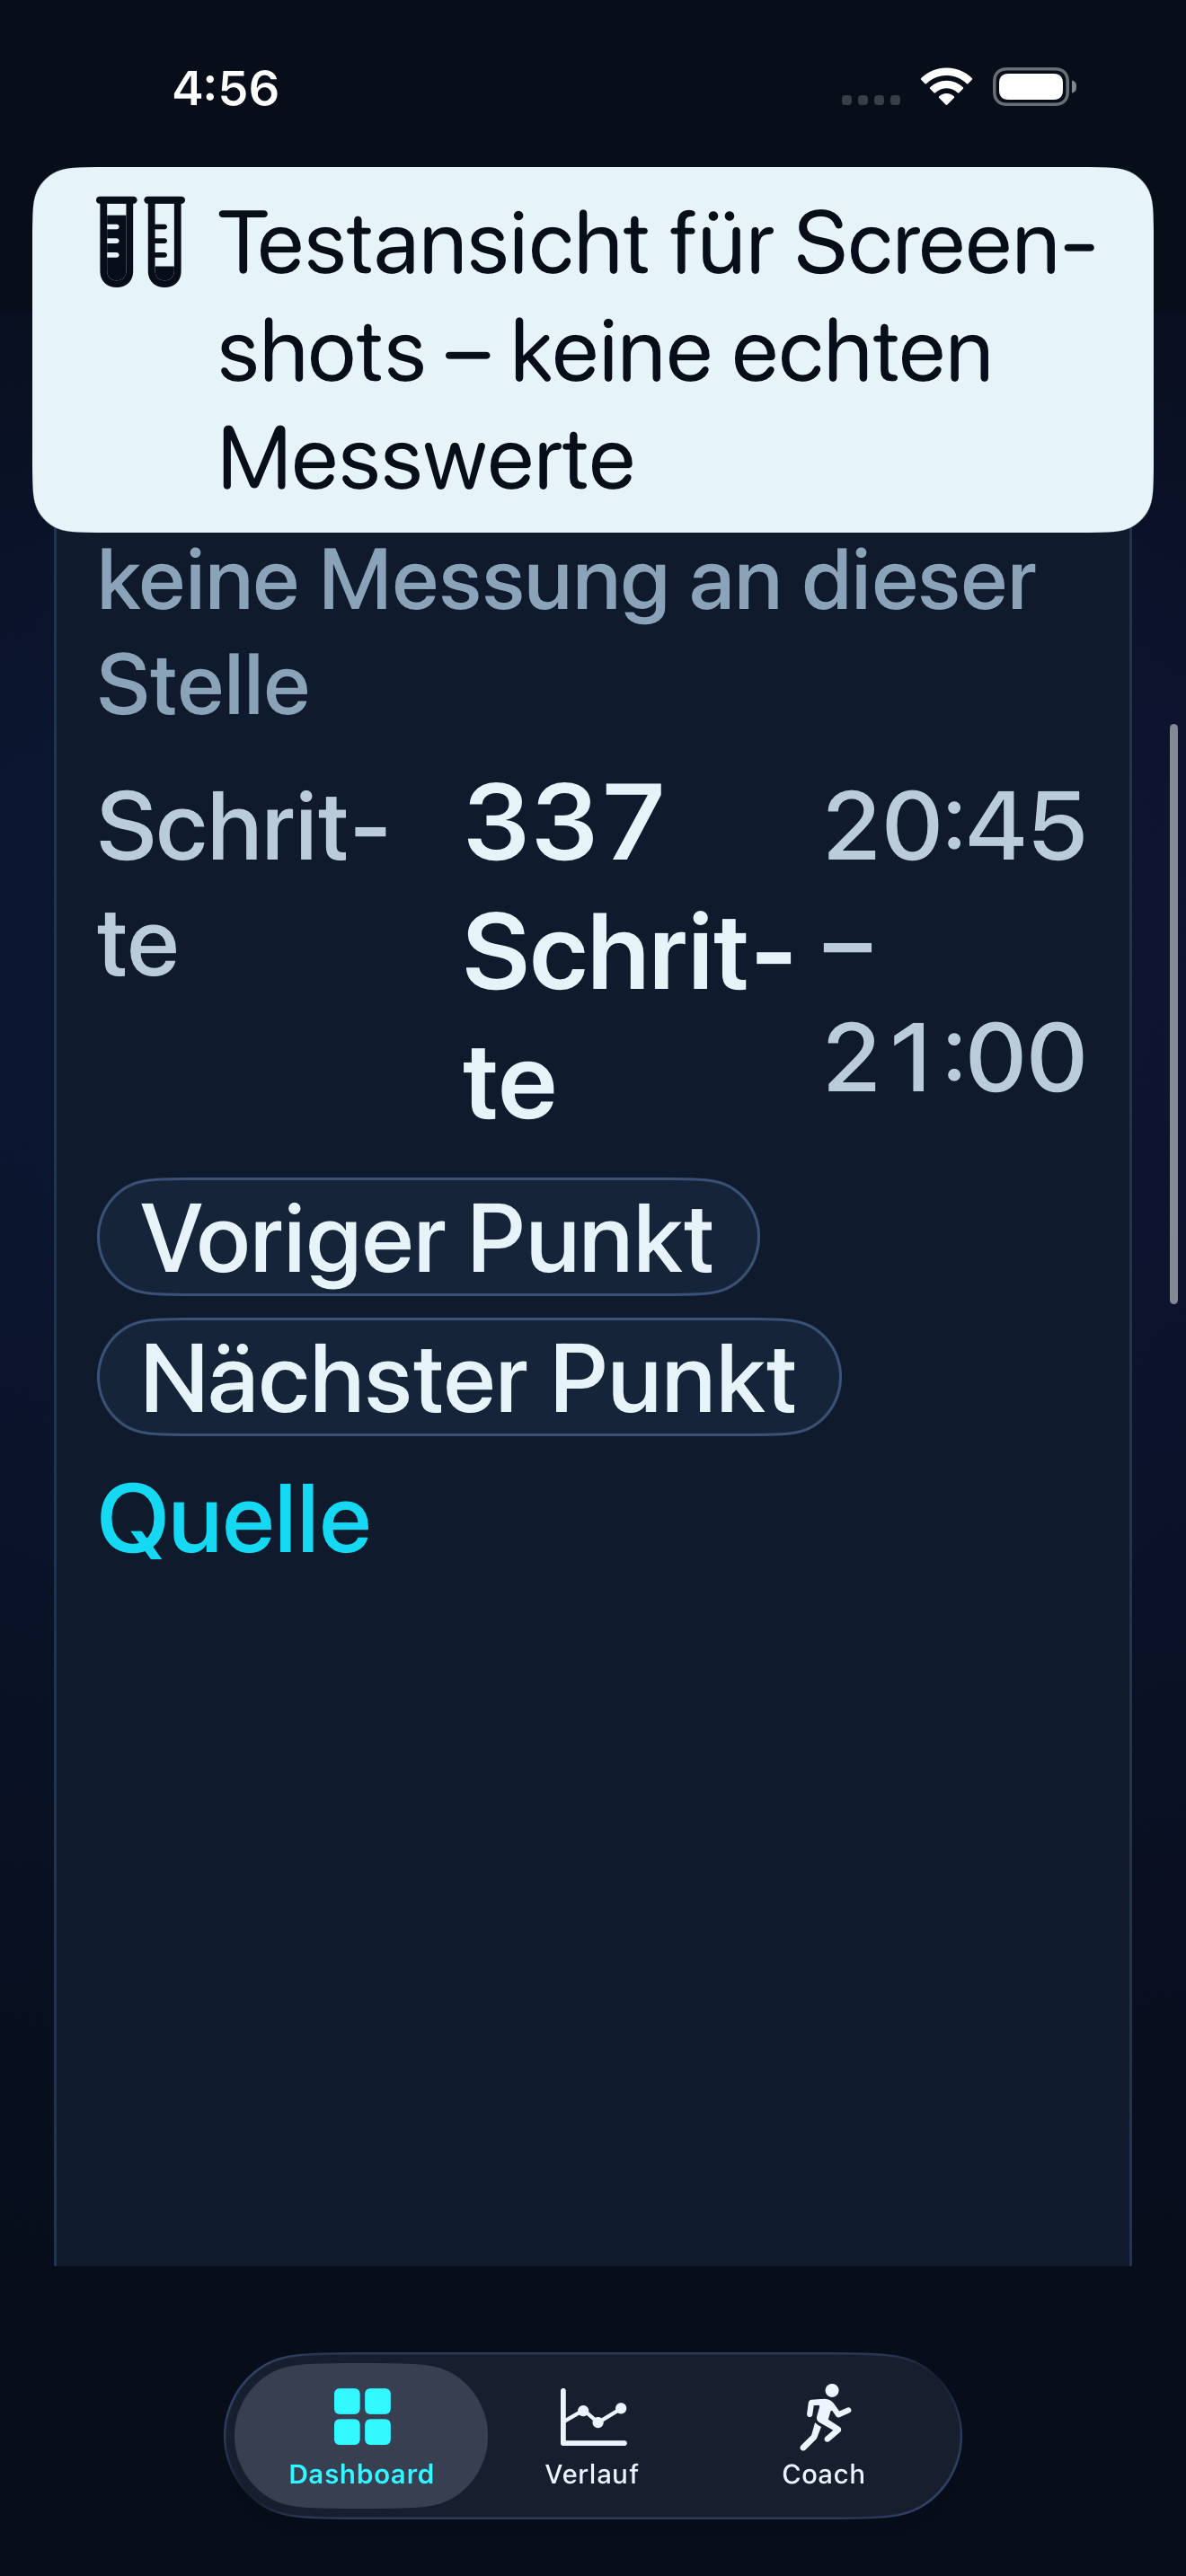 4:56
Testansicht für Screen-
shots – keine echten
Messwerte
keine Messung an dieser
Stelle
Schrit-
te
337
Schrit-
te
20:45
–
21:00
Voriger Punkt
Nächster Punkt
Quelle
Dashboard
Verlauf
Coach